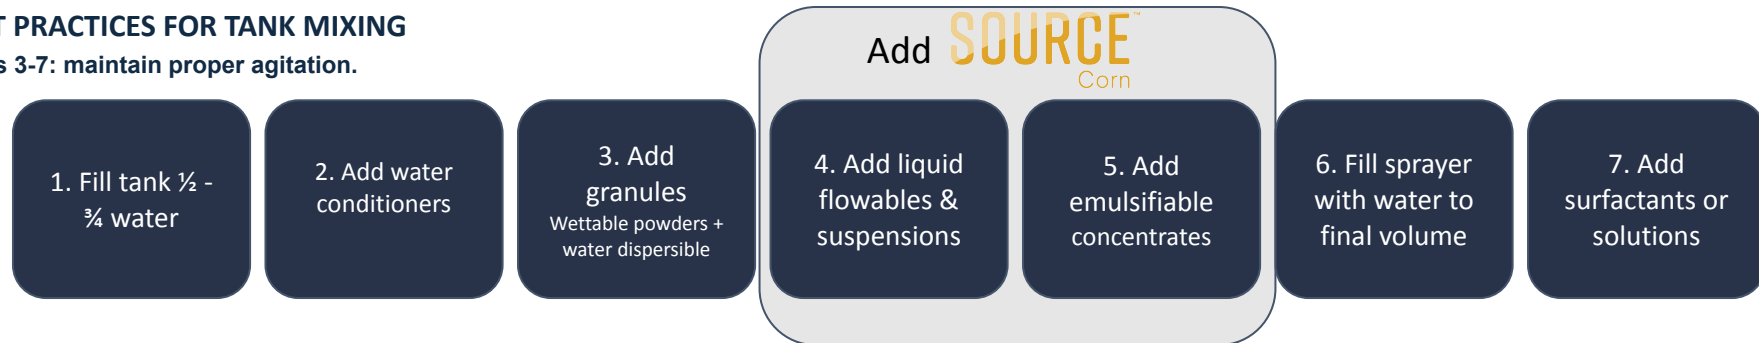 T PRACTICES FOR TANK MIXING
s 3-7: maintain proper agitation.
Add SOURCE™
Corn
1. Fill tank ½ -
¾ water
2. Add water
conditioners
3. Add
granules
Wettable powders +
water dispersible
4. Add liquid
flowables &
suspensions
5. Add
emulsifiable
concentrates
6. Fill sprayer
with water to
final volume
7. Add
surfactants or
solutions